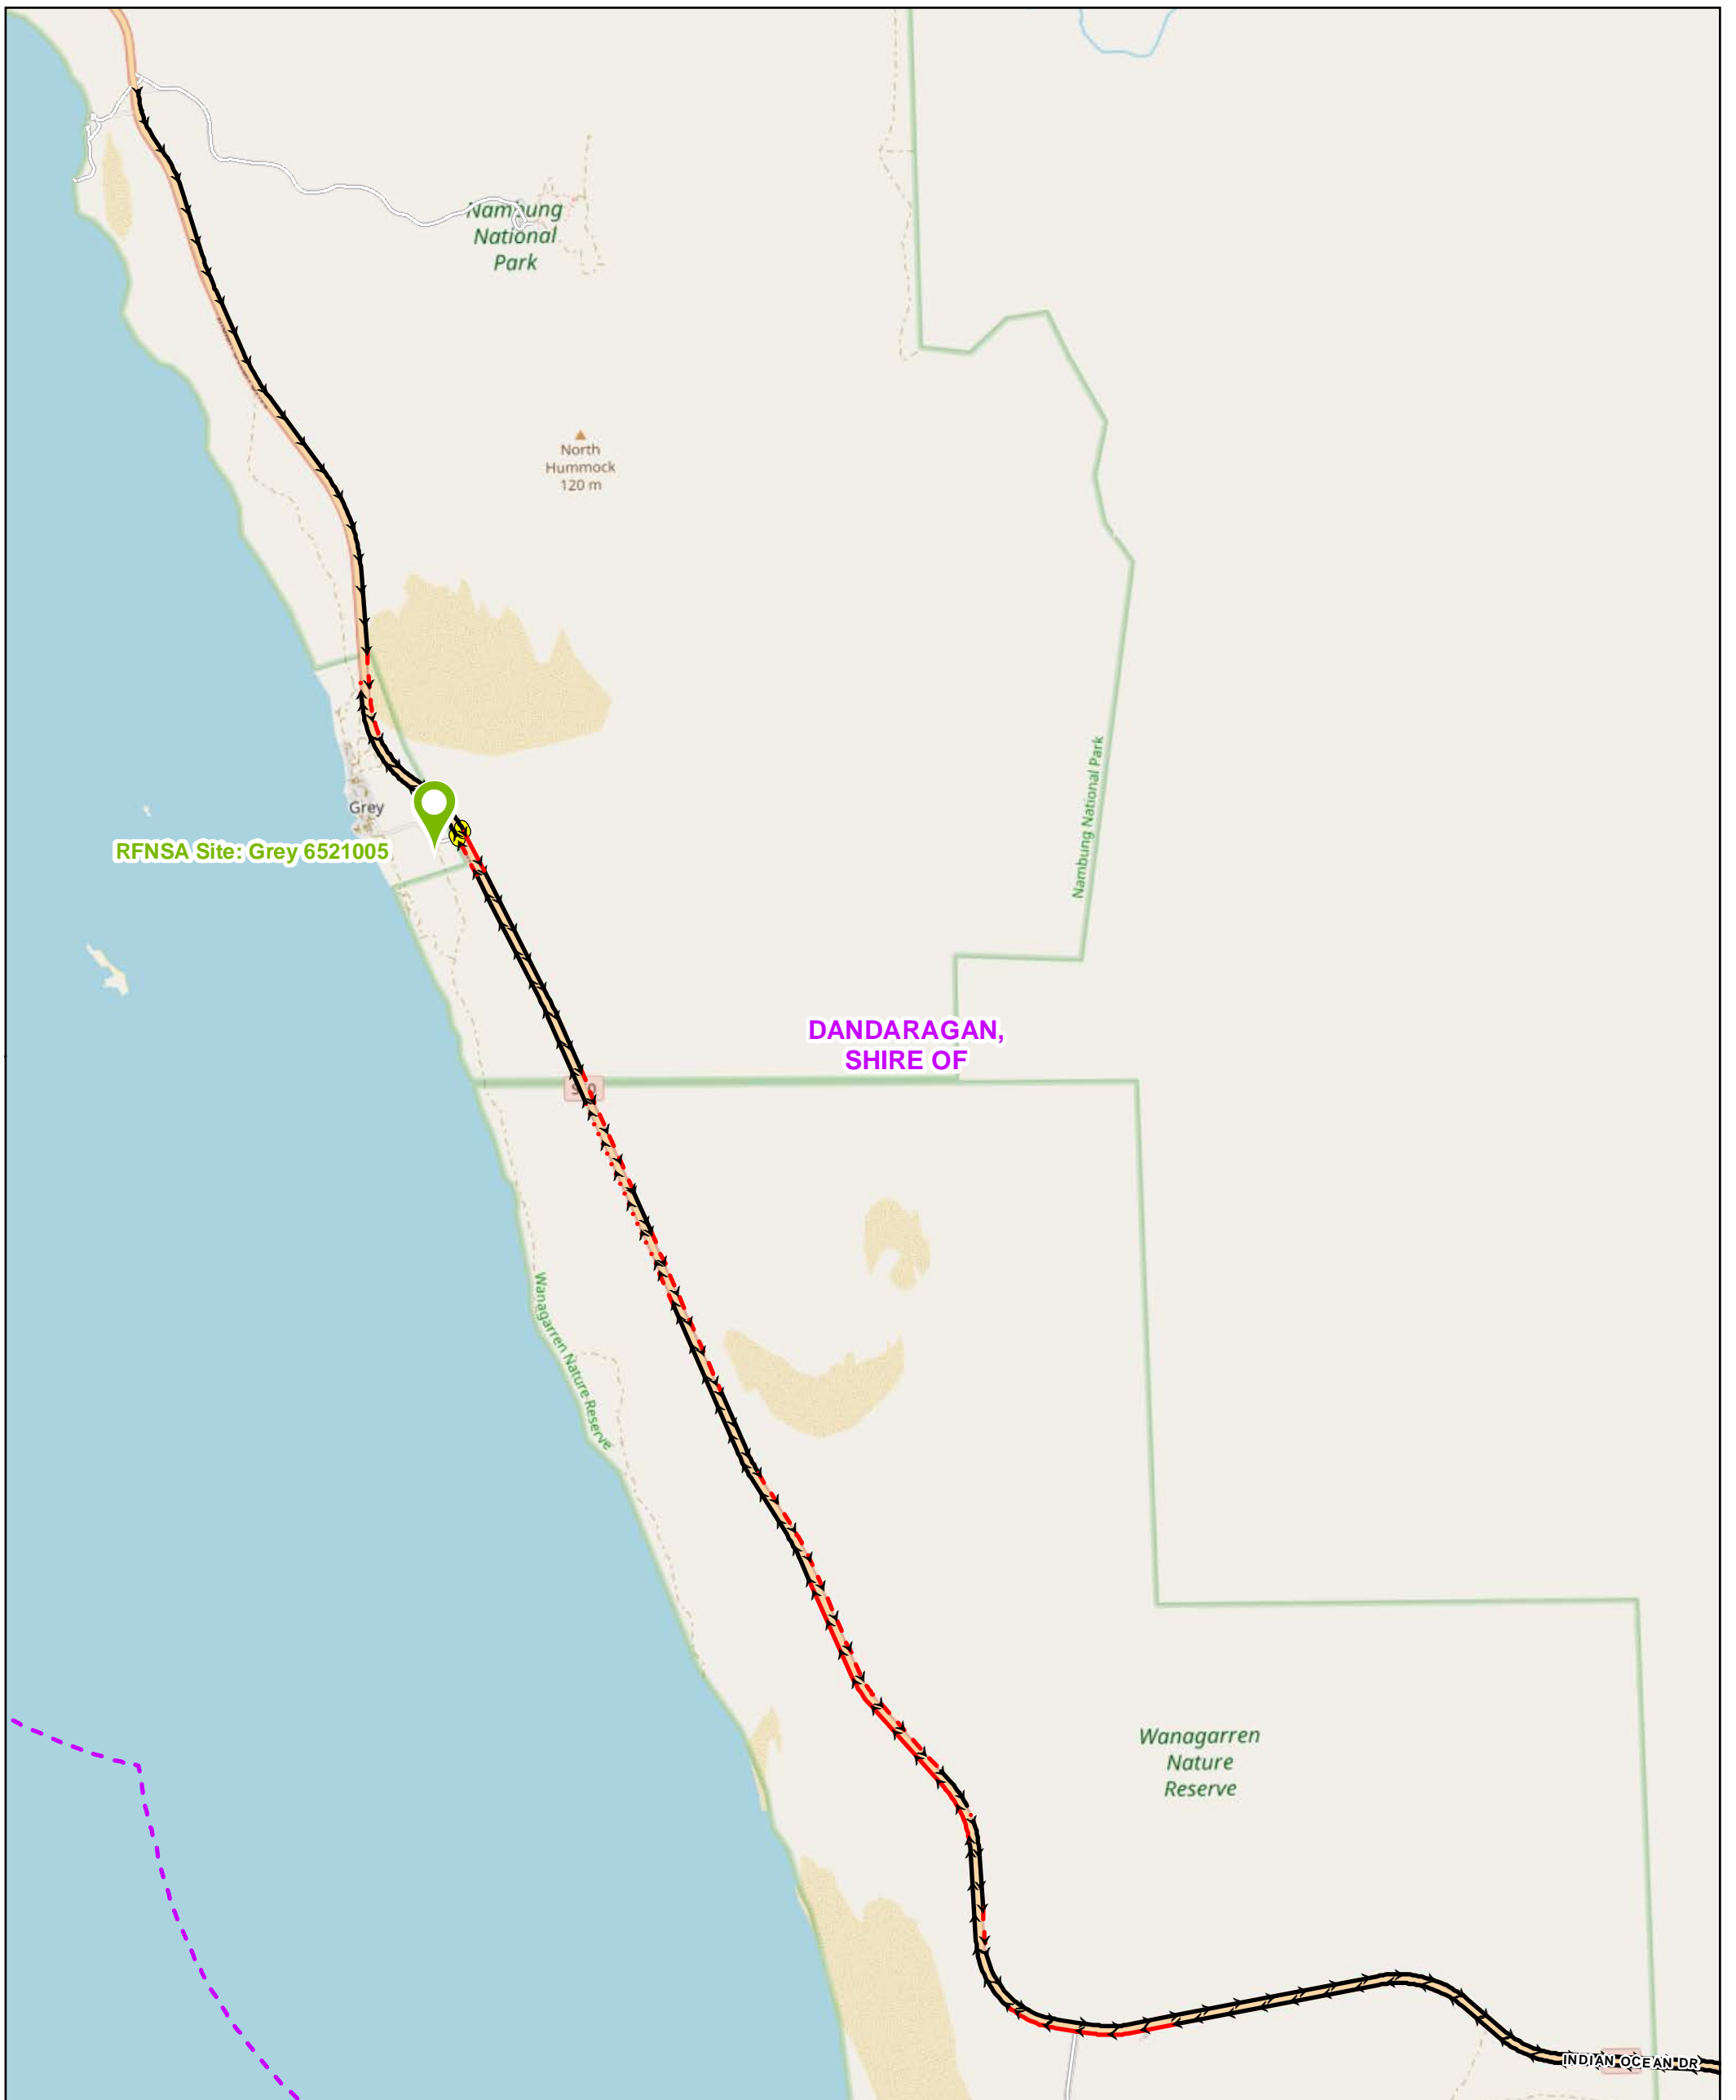 Nambung
National
Park
North
Hummock
120 m
Grey
RFNSA Site: Grey 6521005
Nambung National Park
DANDARAGAN,
SHIRE OF
Wanagarren Nature Reserve
Wanagarren
Nature
Reserve
INDIAN OCEAN DR